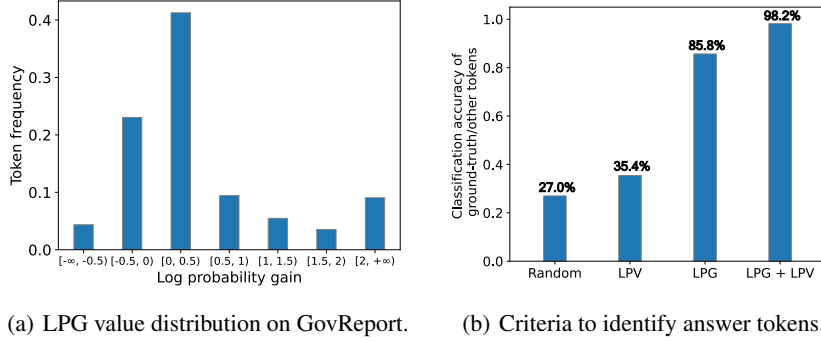 Token frequency
0.4
0.3
0.2
0.1
0.0
[-∞, -0.5)
[-0.5, 0)
[0, 0.5)
[0.5, 1)
[1, 1.5)
[1.5, 2)
[2, +∞)
Log probability gain
(a) LPG value distribution on GovReport.
Classification accuracy of
ground-truth/other tokens
1.0
0.8
0.6
0.4
0.2
0.0
27.0%
35.4%
85.8%
98.2%
Random
LPV
LPG
LPG + LPV
(b) Criteria to identify answer tokens.